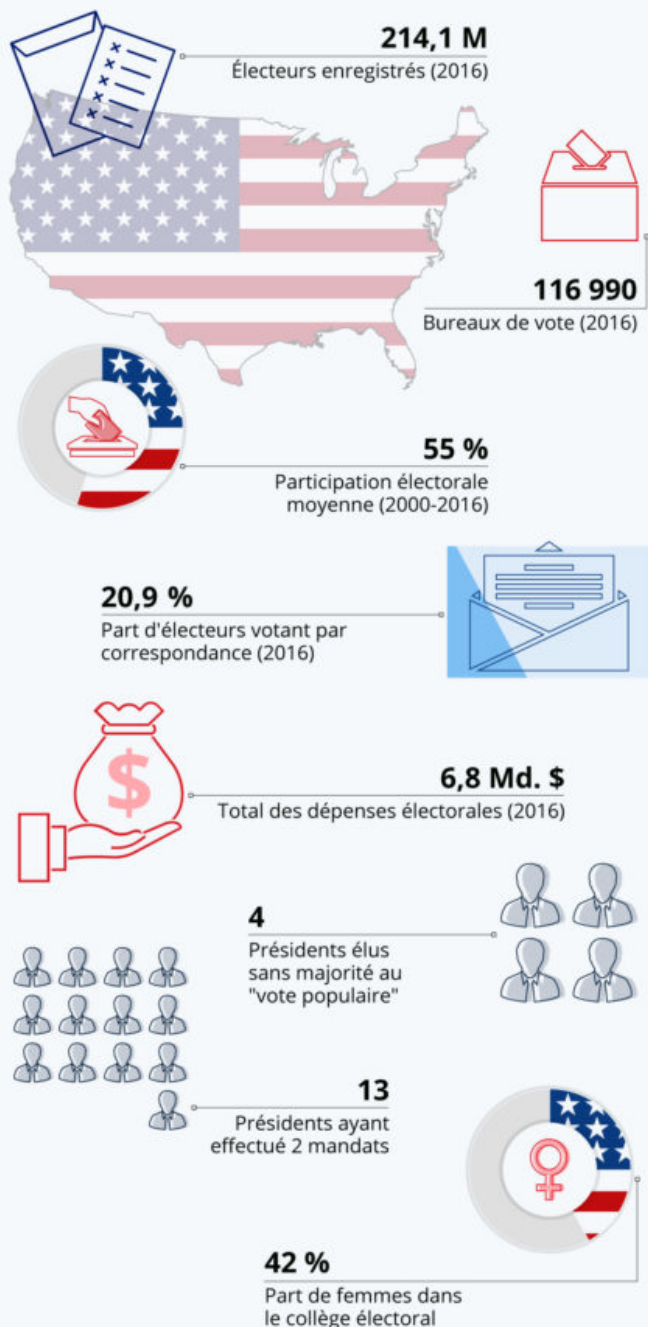 214,1 M
Électeurs enregistrés (2016)
116 990
Bureaux de vote (2016)
55 %
Participation électorale
moyenne (2000-2016)
20,9 %
Part d'électeurs votant par
correspondance (2016)
$
6,8 Md. $
Total des dépenses électorales (2016)
4
Présidents élus
sans majorité au
"vote populaire"
13
Présidents ayant
effectué 2 mandats
42 %
Part de femmes dans
le collège électoral